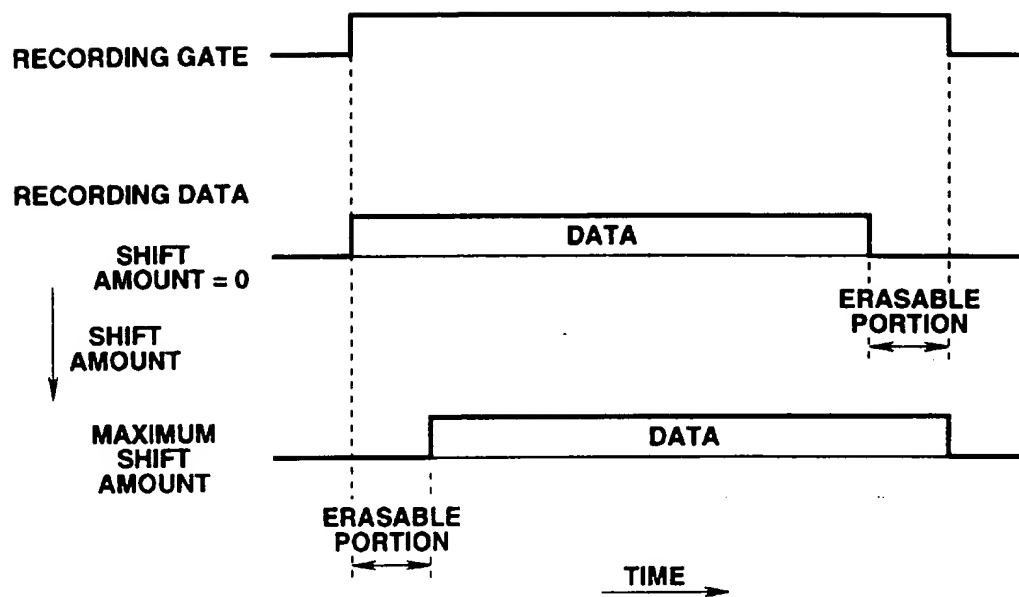 RECORDING GATE
RECORDING DATA
DATA
SHIFT
AMOUNT = 0
ERASABLE
PORTION
SHIFT
AMOUNT
MAXIMUM
SHIFT
AMOUNT
DATA
ERASABLE
PORTION
TIME